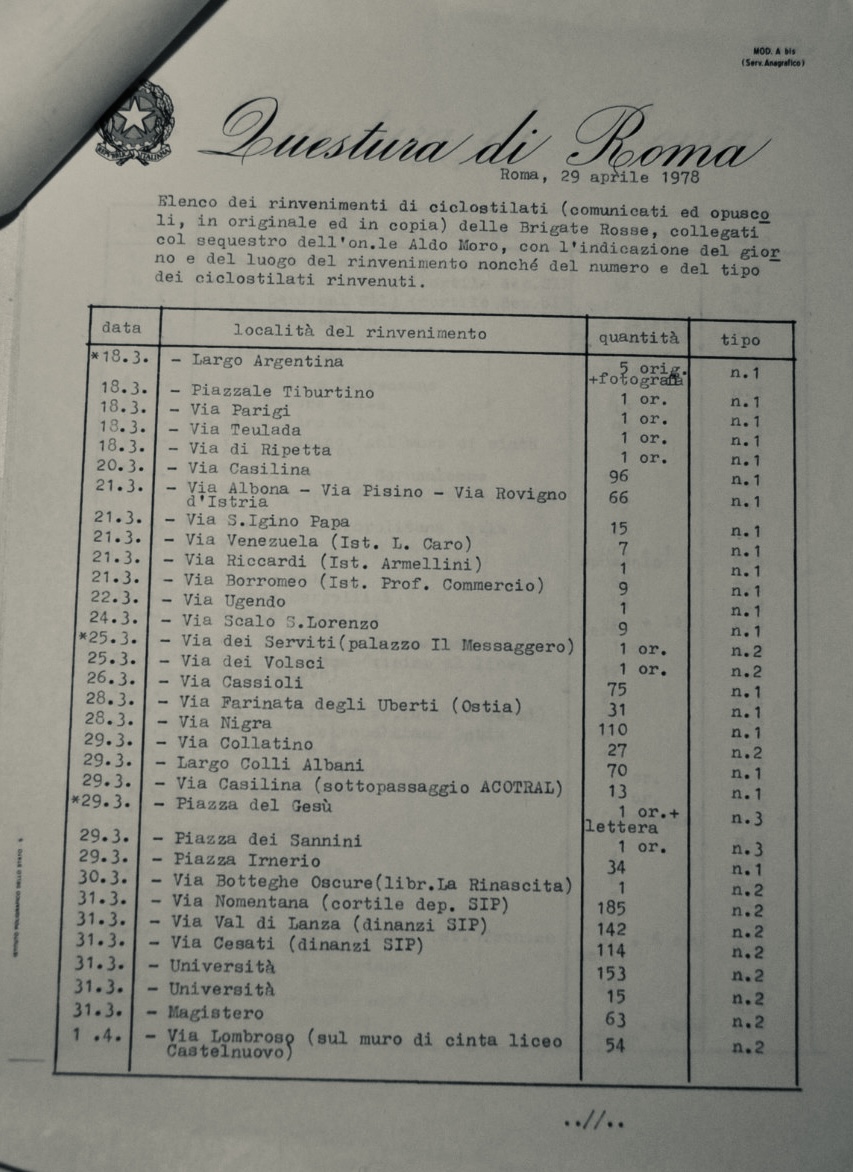 MOD. A bis
(Serv. Anagrafico)
REPVBBLICA ITALIANA
Questura di Roma
Roma, 29 aprile 1978
Elenco dei rinvenimenti di ciclostilati (comunicati ed opusco
li, in originale ed in copia) delle Brigate Rosse, collegati
col sequestro dell'on.le Aldo Moro, con l'indicazione del gior
no e del luogo del rinvenimento nonché del numero e del tipo
dei ciclostilati rinvenuti.
data località del rinvenimento quantità tipo
*18.3. - Largo Argentina 5 orig. n.1
+fotografia
18.3. - Piazzale Tiburtino 1 or. n.1
18.3. - Via Parigi 1 or. n.1
18.3. - Via Teulada 1 or. n.1
18.3. - Via di Ripetta 1 or. n.1
20.3. - Via Casilina 96 n.1
21.3. - Via Albona - Via Pisino - Via Rovigno 66 n.1
d'Istria
21.3. - Via S.Igino Papa 15 n.1
21.3. - Via Venezuela (Ist. L. Caro) 7 n.1
21.3. - Via Riccardi (Ist. Armellini) 1 n.1
21.3. - Via Borromeo (Ist. Prof. Commercio) 9 n.1
22.3. - Via Ugendo 1 n.1
24.3. - Via Scalo S.Lorenzo 9 n.1
*25.3. - Via dei Serviti(palazzo Il Messaggero) 1 or. n.2
25.3. - Via dei Volsci 1 or. n.2
26.3. - Via Cassioli 75 n.1
28.3. - Via Farinata degli Uberti (Ostia) 31 n.1
28.3. - Via Nigra 110 n.1
29.3. - Via Collatino 27 n.2
29.3. - Largo Colli Albani 70 n.1
29.3. - Via Casilina (sottopassaggio ACOTRAL) 13 n.1
*29.3. - Piazza del Gesù 1 or.+ n.3
lettera
29.3. - Piazza dei Sannini 1 or. n.3
29.3. - Piazza Irnerio 34 n.1
30.3. - Via Botteghe Oscure(libr.La Rinascita) 1 n.2
31.3. - Via Nomentana (cortile dep. SIP) 185 n.2
31.3. - Via Val di Lanza (dinanzi SIP) 142 n.2
31.3. - Via Cesati (dinanzi SIP) 114 n.2
31.3. - Università 153 n.2
31.3. - Università 15 n.2
31.3. - Magistero 63 n.2
1 .4. - Via Lombroso (sul muro di cinta liceo 54 n.2
Castelnuovo)
..//..
ISTITUTO POLIGRAFICO DELLO STATO